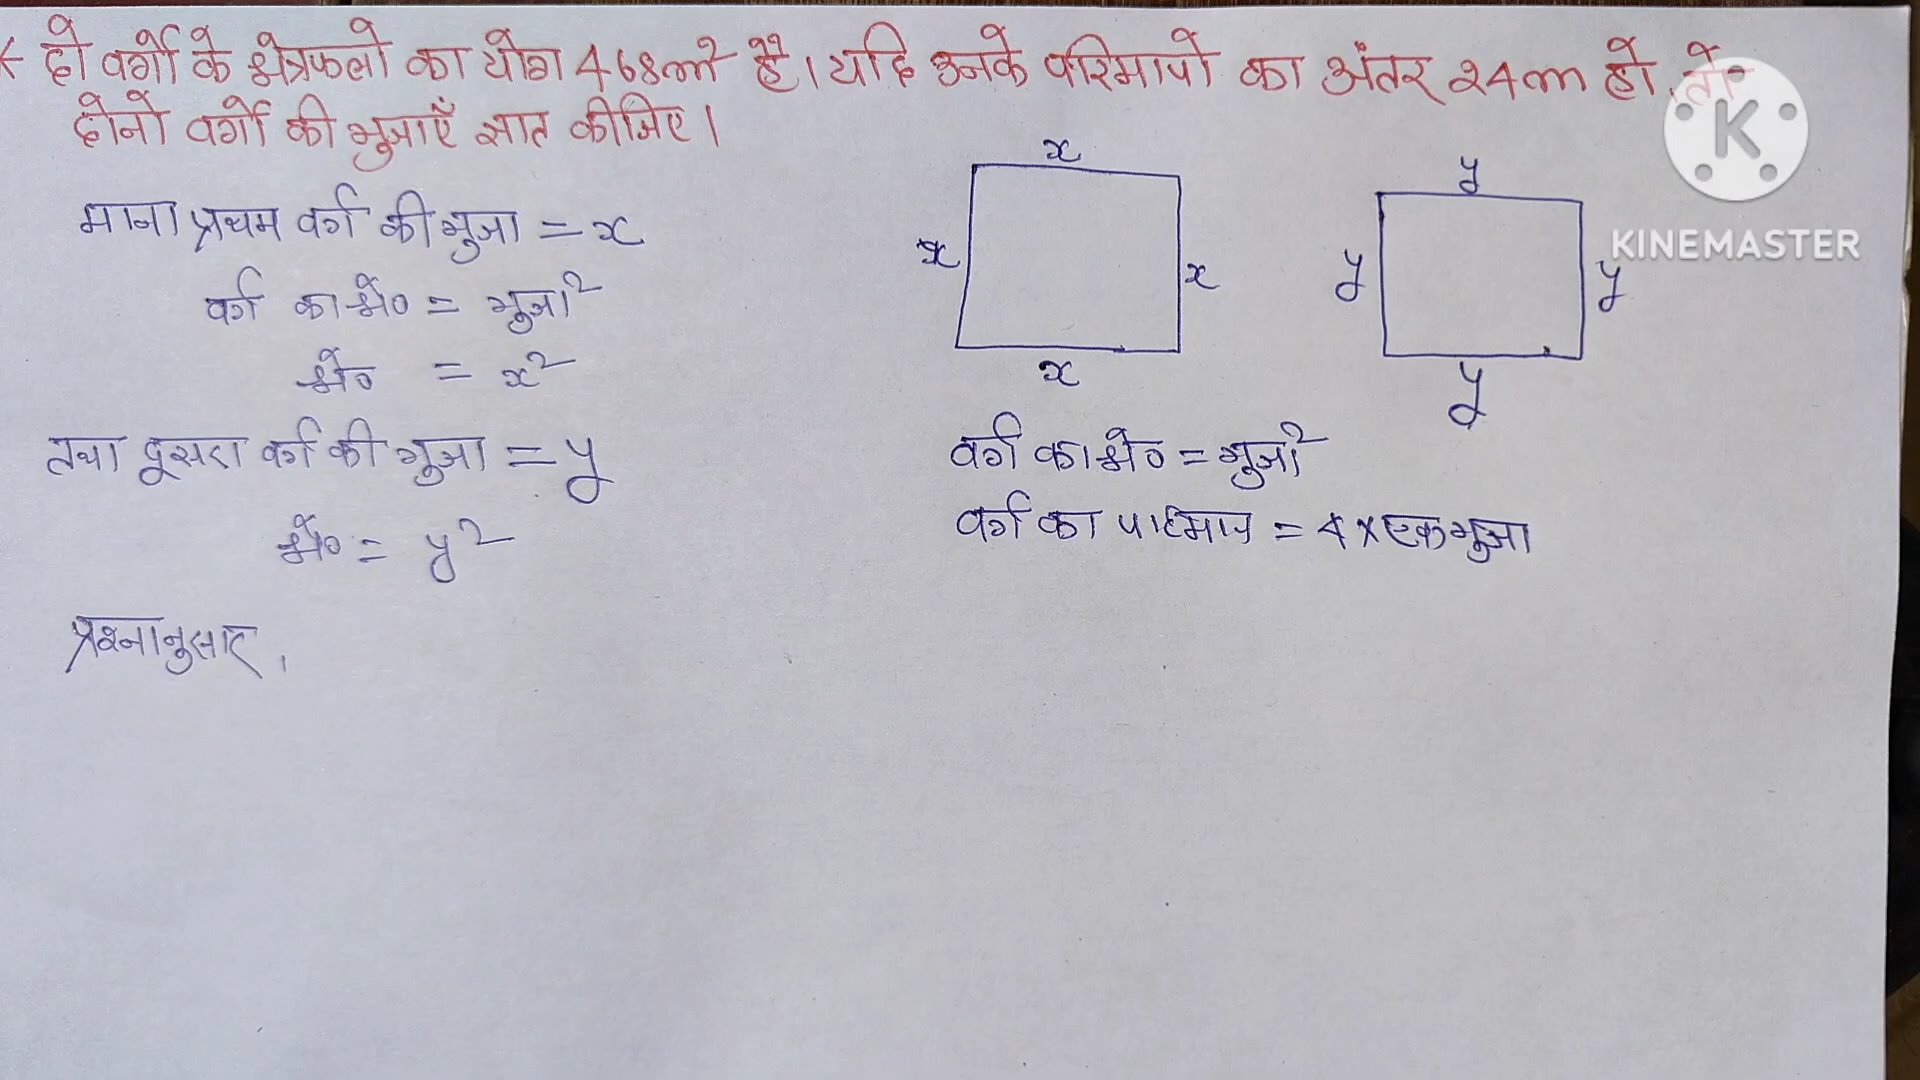 दो वर्गो के क्षेत्रफलो का योग 468m² है। यदि उनके परिमापो का अंतर 24m हो, तो
दोनो वर्गो की भुजाएँ ज्ञात कीजिए।
माना प्रथम वर्ग की भुजा = x
वर्ग का क्षे० = भुजा²
क्षे० = x²
तथा दूसरा वर्ग की भुजा = y
क्षे० = y²
प्रश्नानुसार,
x
x
x
x
y
y
y
y
वर्ग का क्षे० = भुजा²
वर्ग का परिमाप = 4 x एक भुजा
K
KINEMASTER